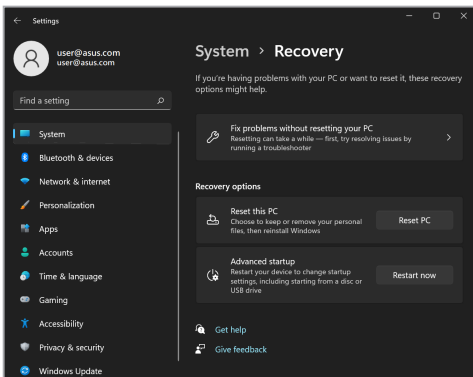 Settings
user@asus.com
user@asus.com
Find a setting
System
Bluetooth & devices
Network & internet
Personalization
Apps
Accounts
Time & language
Gaming
Accessibility
Privacy & security
Windows Update
System > Recovery
If you're having problems with your PC or want to reset it, these recovery
options might help.
Fix problems without resetting your PC
Resetting can take a while — first, try resolving issues by
running a troubleshooter
Recovery options
Reset this PC
Choose to keep or remove your personal
files, then reinstall Windows
Reset PC
Advanced startup
Restart your device to change startup
settings, including starting from a disc or
USB drive
Restart now
Get help
Give feedback